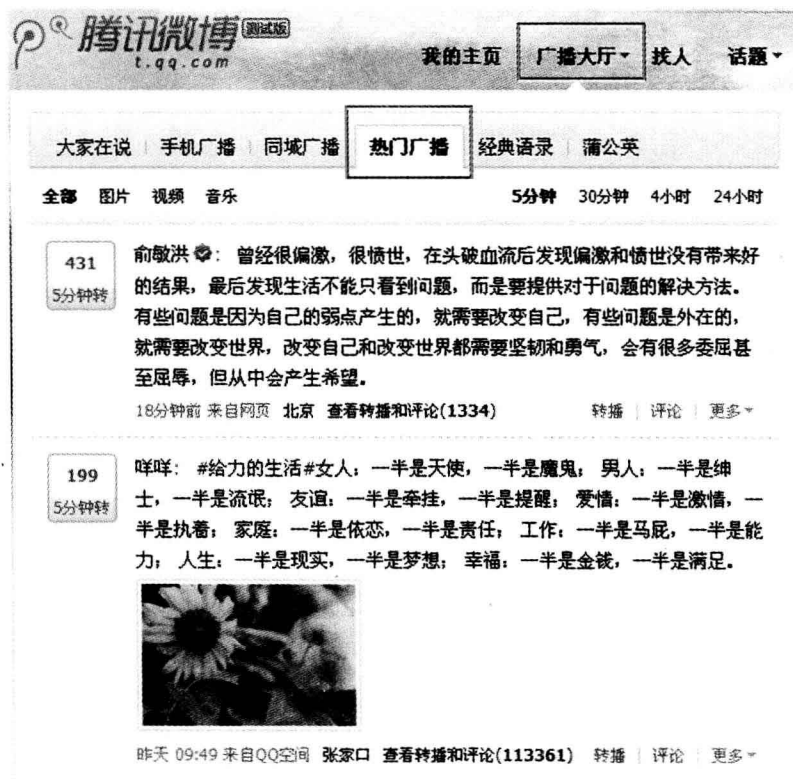 腾讯微博 测试版
t.qq.com
我的主页 广播大厅 找人 话题
大家在说 手机广播 同城广播 热门广播 经典语录 蒲公英
全部 图片 视频 音乐 5分钟 30分钟 4小时 24小时
431
5分钟转
俞敏洪：曾经很偏激，很愤世，在头破血流后发现偏激和愤世没有带来好
的结果，最后发现生活不能只看到问题，而是要提供对于问题的解决方法。
有些问题是因为自己的弱点产生的，就需要改变自己，有些问题是外在的，
就需要改变世界，改变自己和改变世界都需要坚韧和勇气，会有很多委屈甚
至屈辱，但从中会产生希望。
18分钟前 来自网页 北京 查看转播和评论(1334) 转播 | 评论 | 更多
199
5分钟转
咩咩：#给力的生活#女人：一半是天使，一半是魔鬼；男人：一半是绅
士，一半是流氓；友谊：一半是牵挂，一半是提醒；爱情：一半是激情，一
半是执着；家庭：一半是依恋，一半是责任；工作：一半是马屁，一半是能
力；人生：一半是现实，一半是梦想；幸福：一半是金钱，一半是满足。
昨天 09:49 来自QQ空间 张家口 查看转播和评论(113361) 转播 | 评论 | 更多